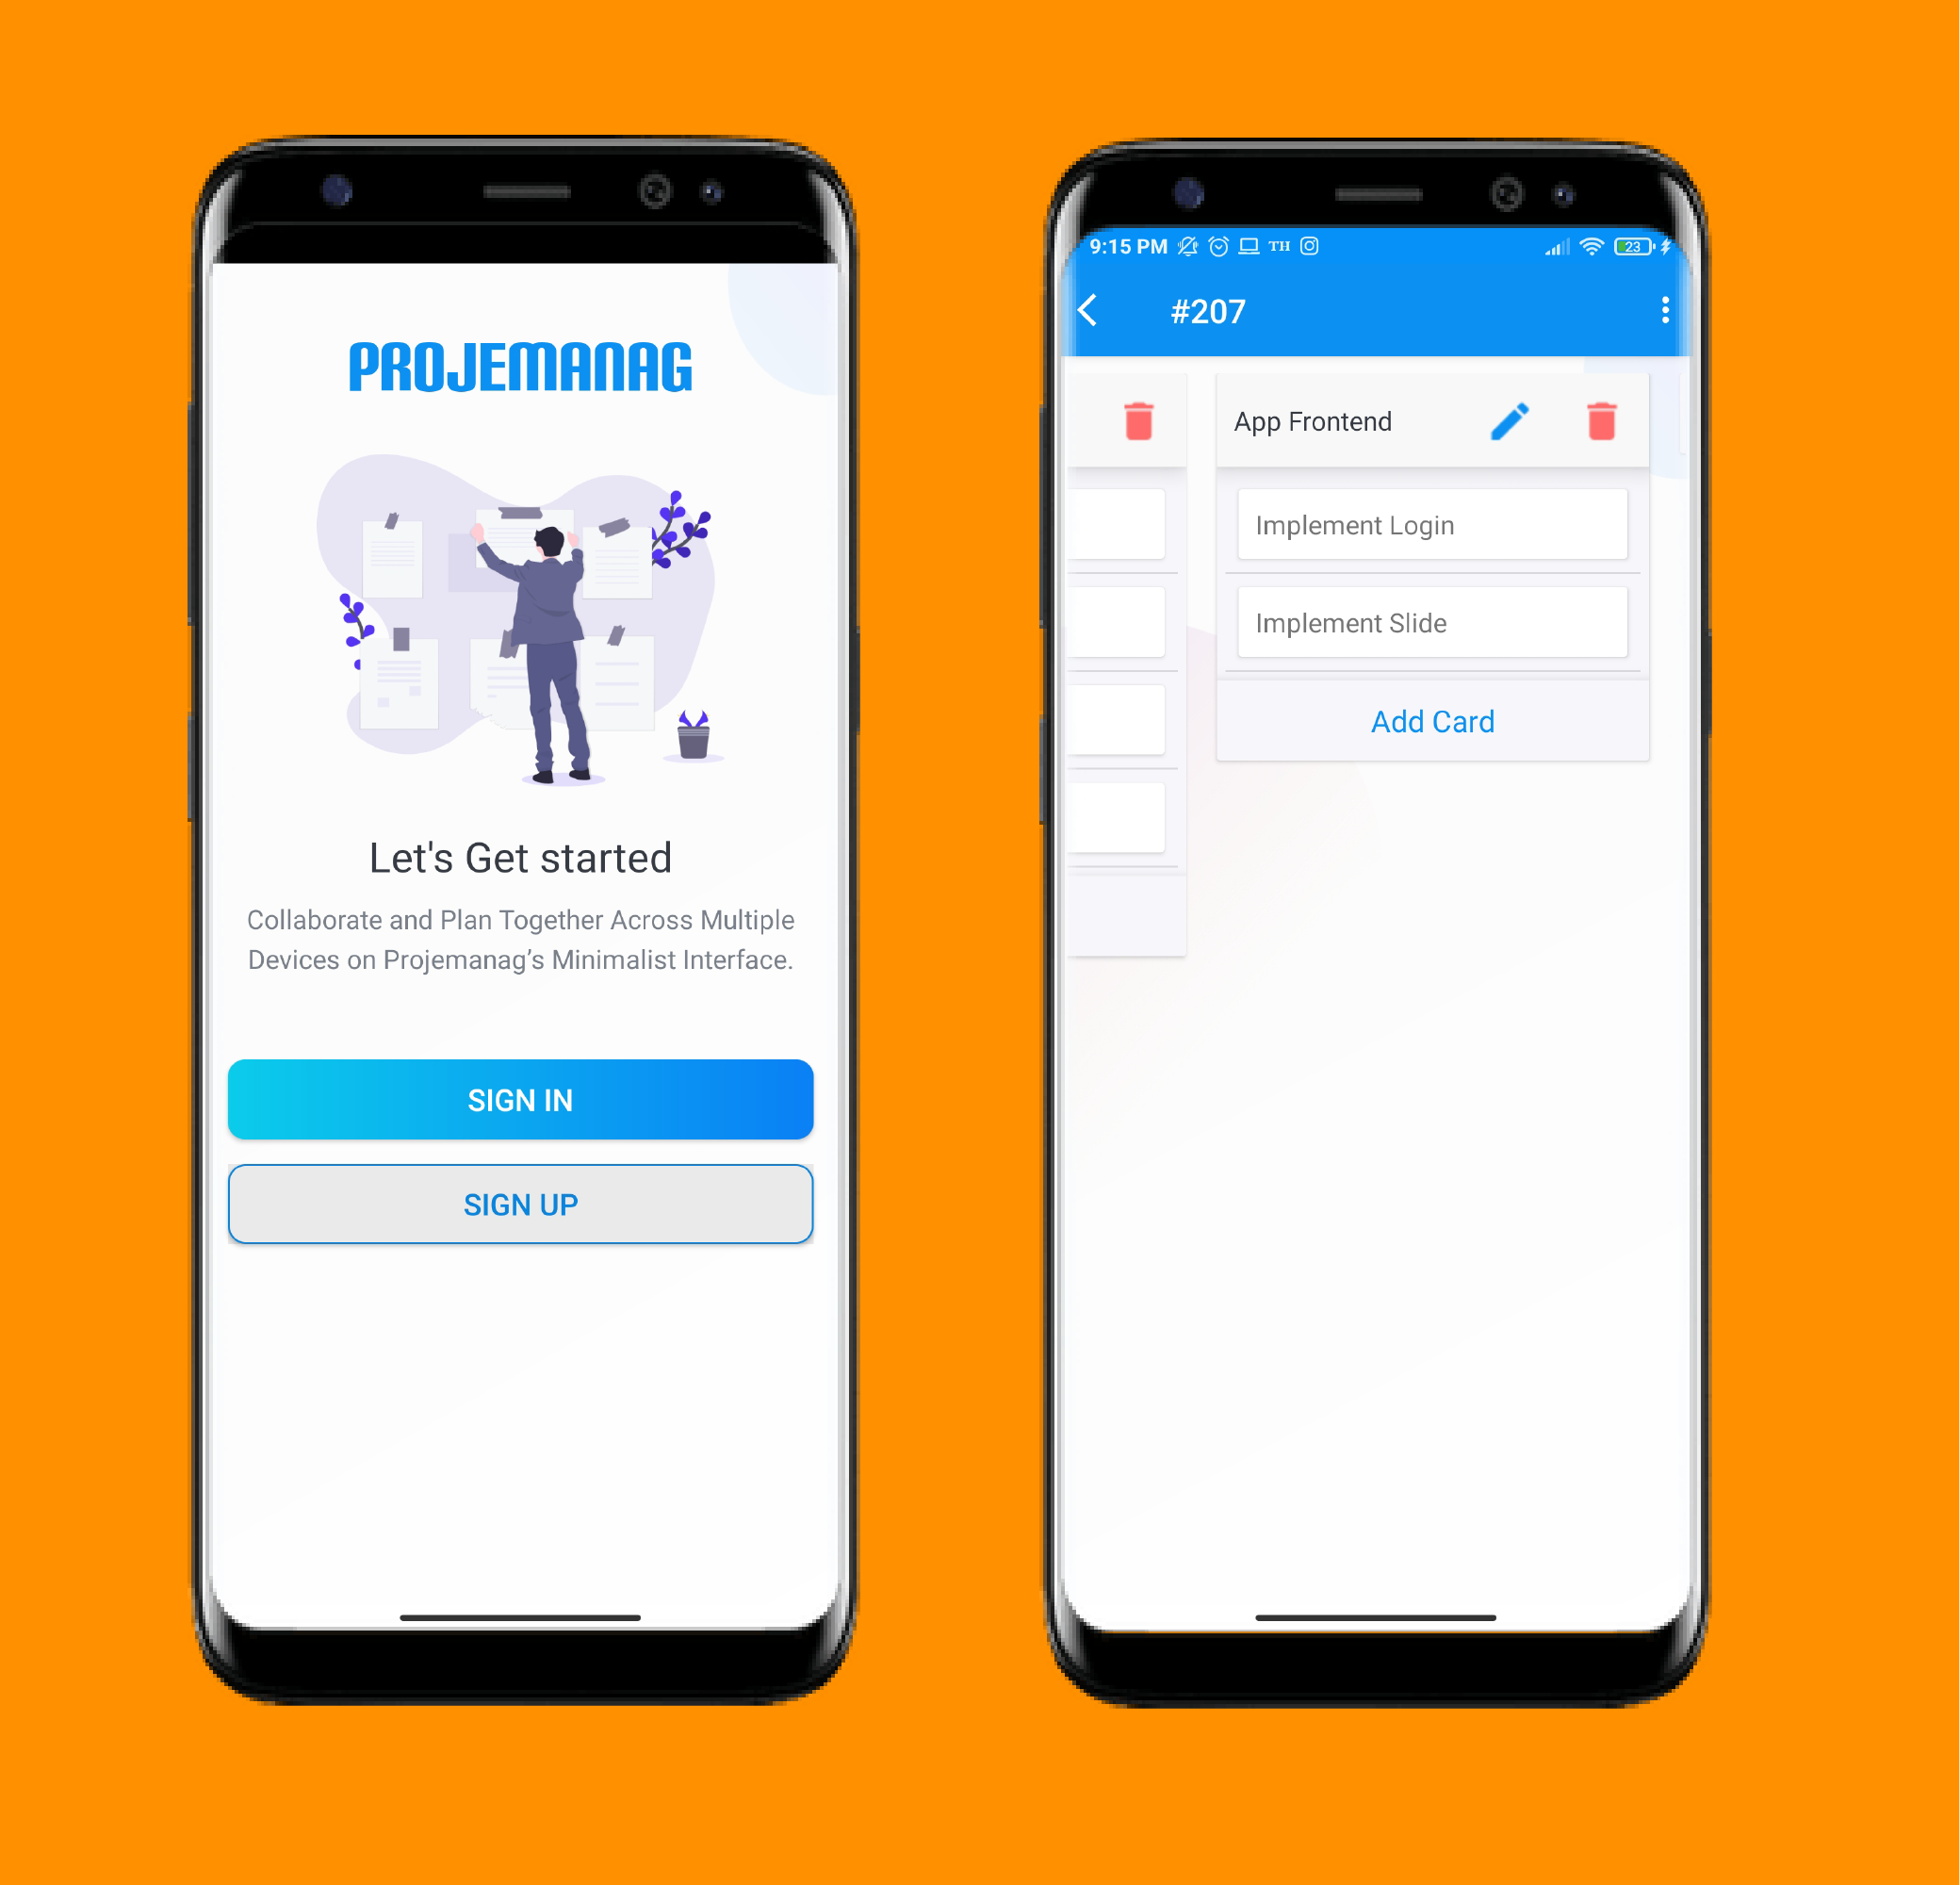 PROJEMANAG
Let's Get started
Collaborate and Plan Together Across Multiple
Devices on Projemanag’s Minimalist Interface.
SIGN IN
SIGN UP
9:15 PM TH 23
#207
App Frontend
Implement Login
Implement Slide
Add Card